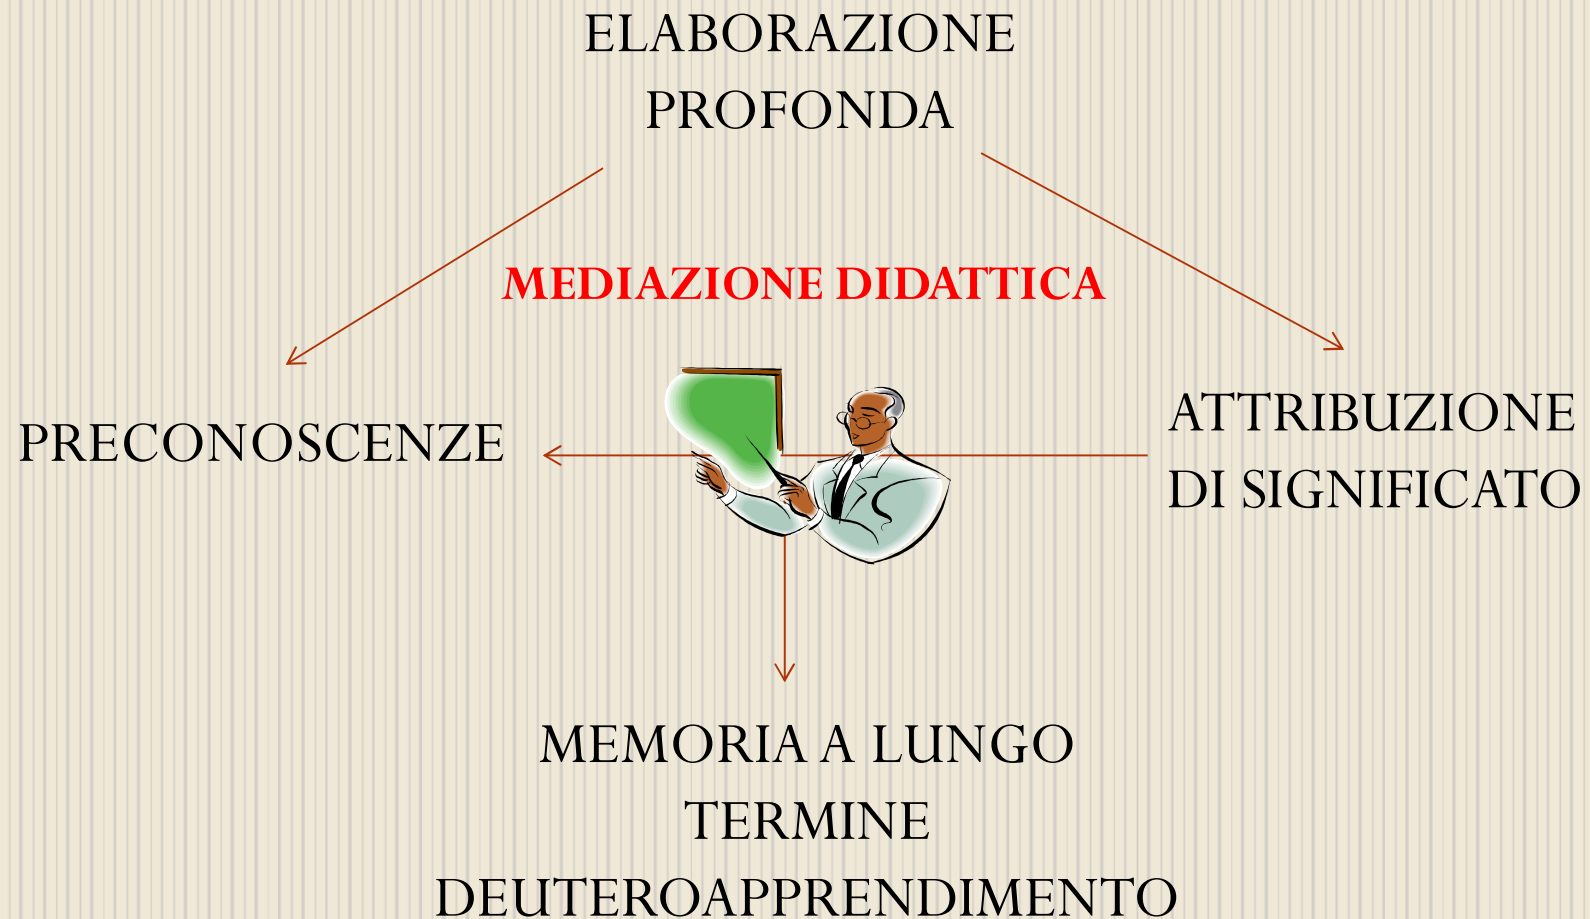 ELABORAZIONE
PROFONDA
MEDIAZIONE DIDATTICA
PRECONOSCENZE
ATTRIBUZIONE
DI SIGNIFICATO
MEMORIA A LUNGO
TERMINE
DEUTEROAPPRENDIMENTO